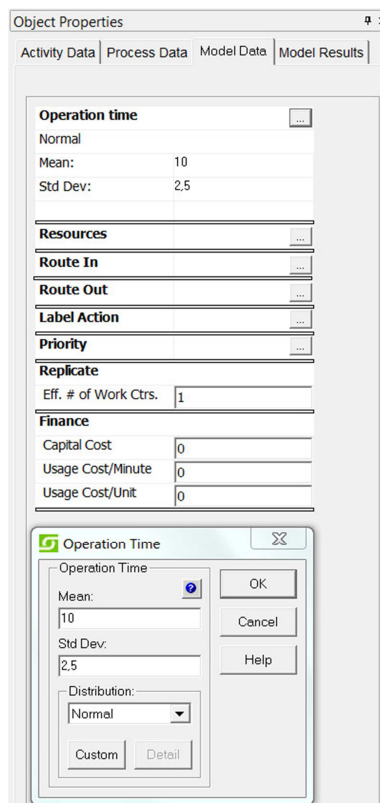 Object Properties
Activity Data Process Data Model Data Model Results
Operation time ...
Normal
Mean: 10
Std Dev: 2,5
Resources ...
Route In ...
Route Out ...
Label Action ...
Priority ...
Replicate
Eff. # of Work Ctrs. 1
Finance
Capital Cost 0
Usage Cost/Minute 0
Usage Cost/Unit 0
Operation Time
Operation Time
OK
Mean: ?
10
Cancel
Std Dev:
2,5
Help
Distribution:
Normal
Custom Detail